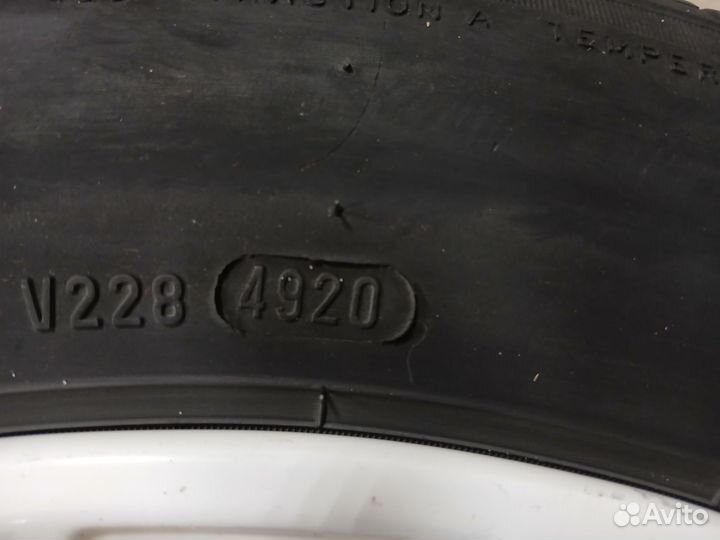 TRACTION A TEMPER
V228 4920
Avito